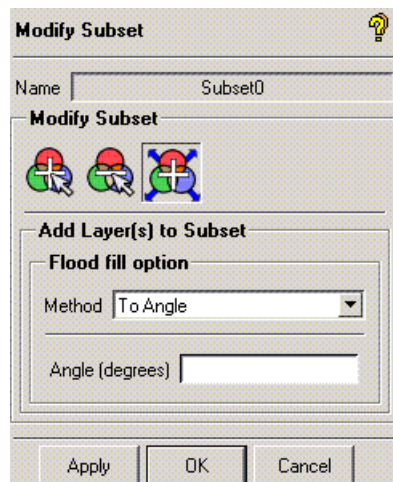 Modify Subset
Name Subset0
Modify Subset
Add Layer(s) to Subset
Flood fill option
Method To Angle
Angle (degrees)
Apply OK Cancel